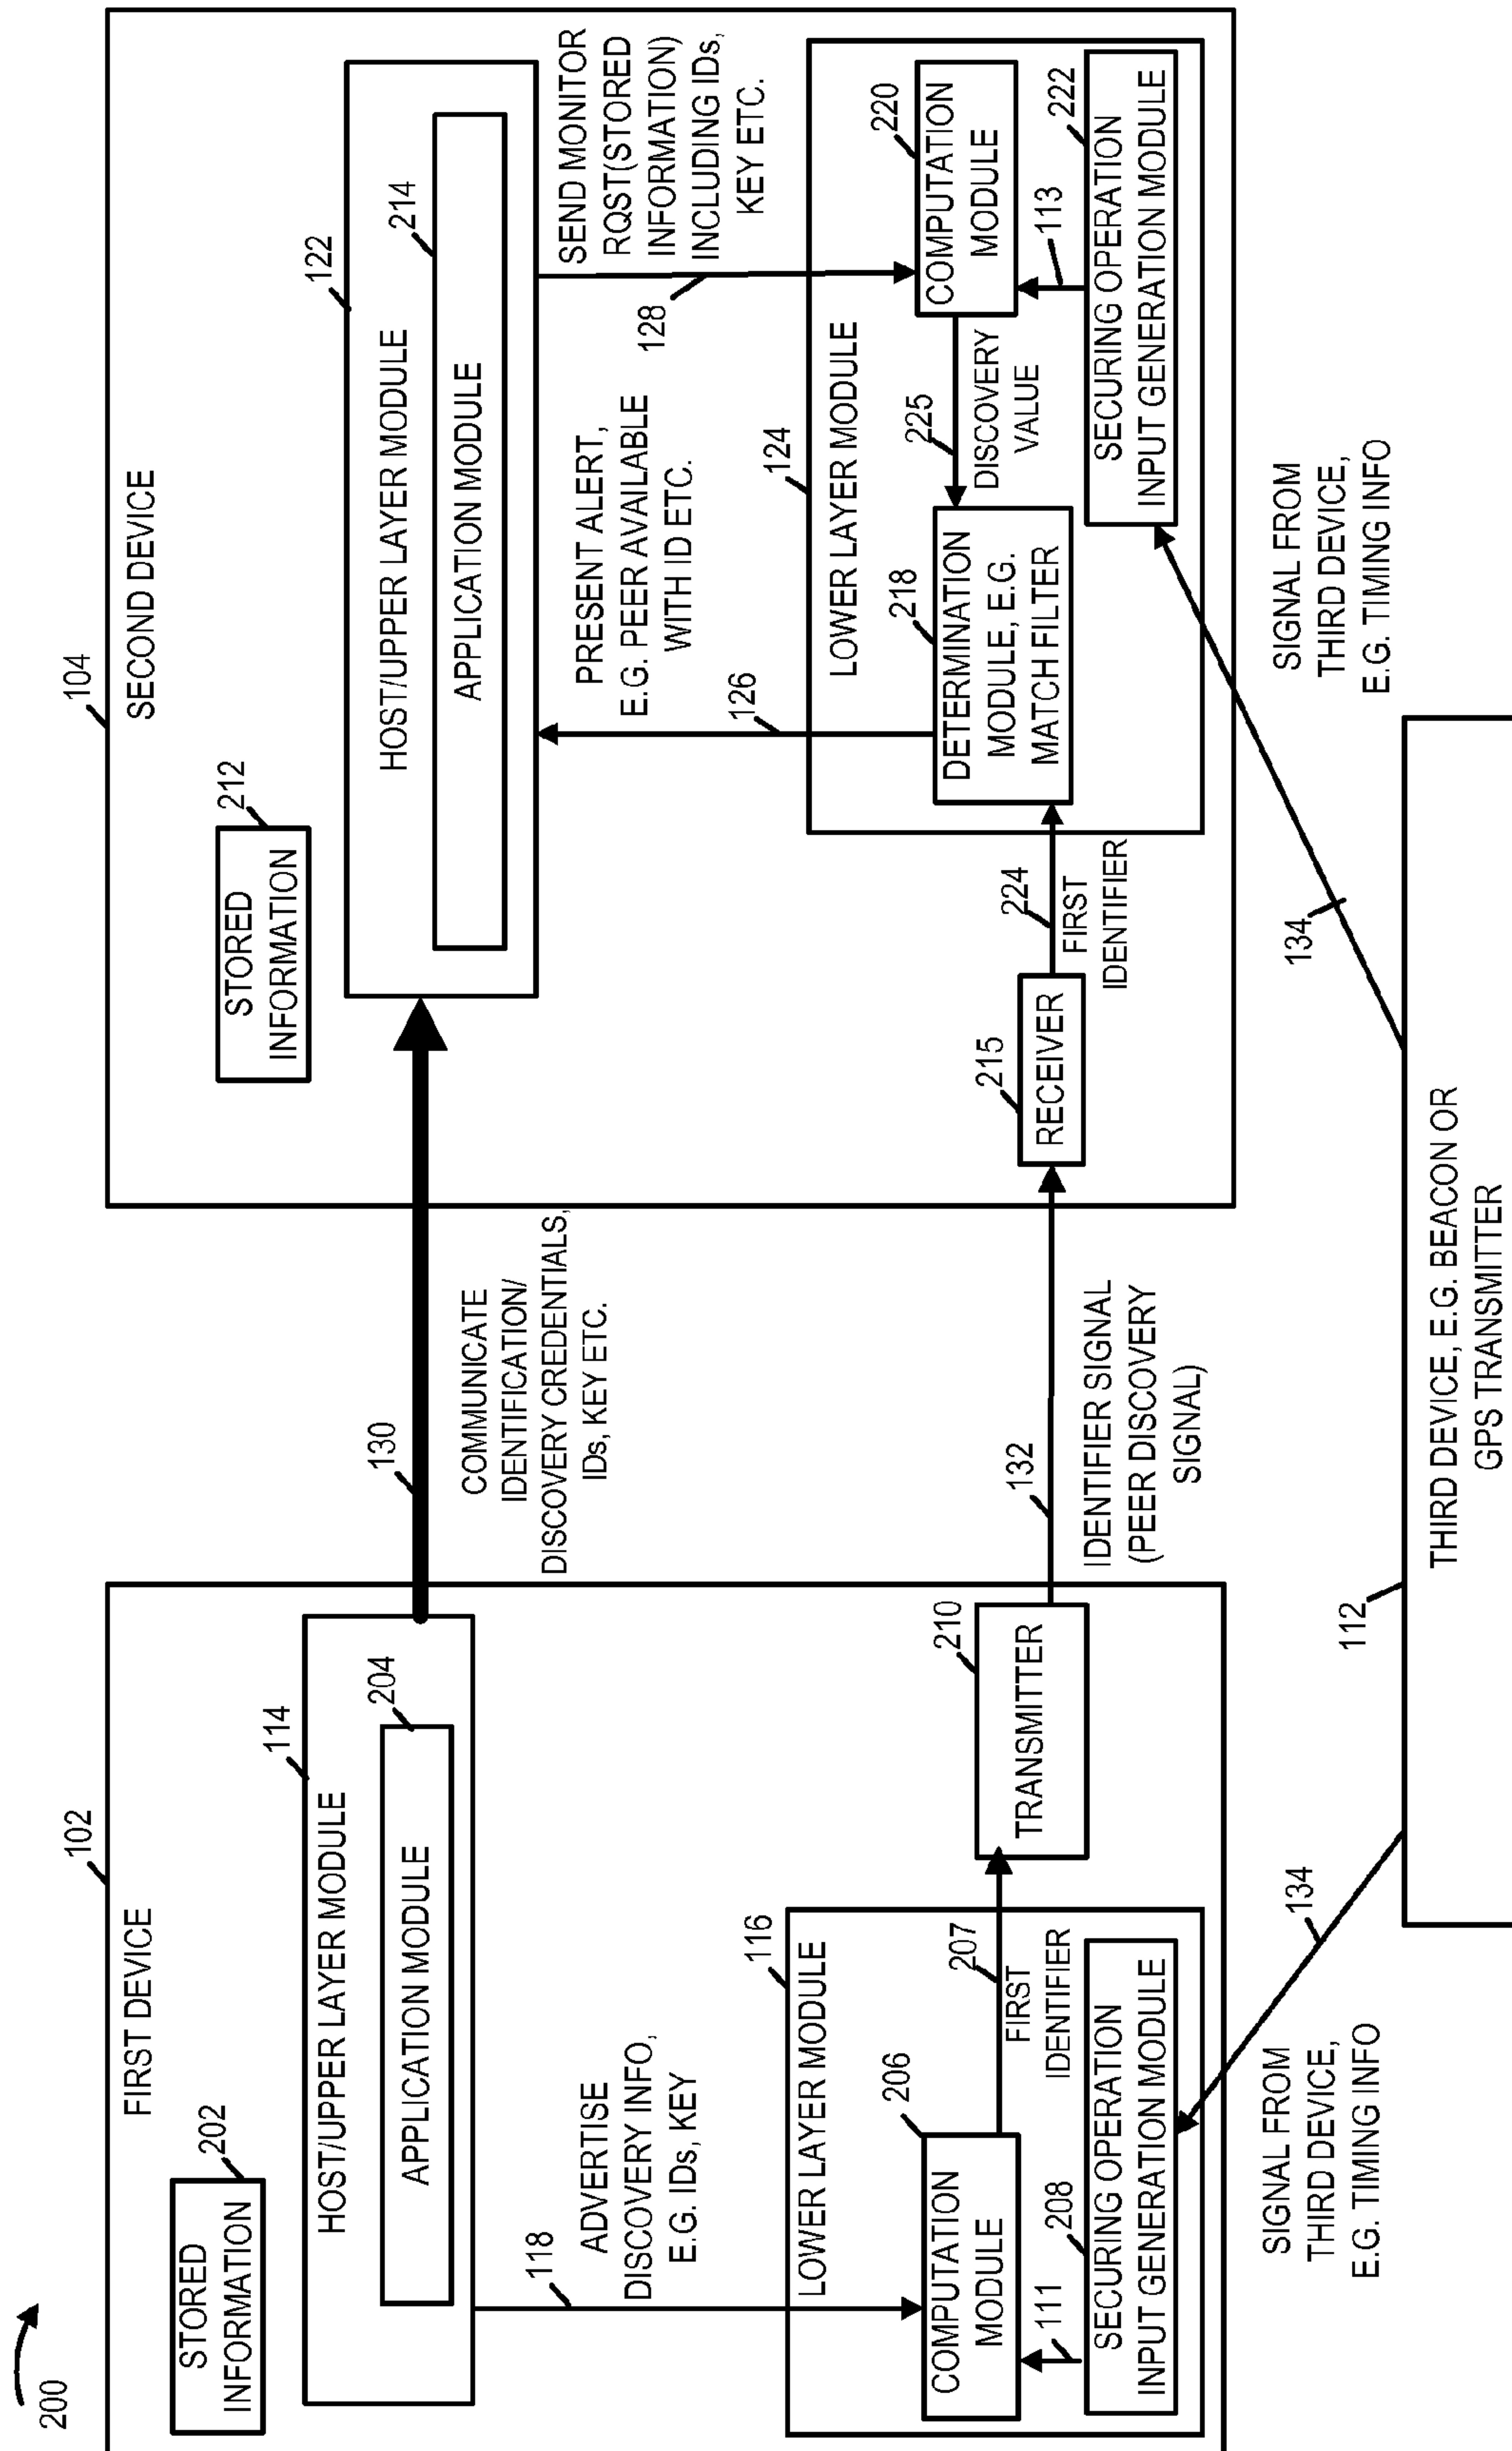 200
FIRST DEVICE
102
STORED
INFORMATION
202
HOST/UPPER LAYER MODULE
114
APPLICATION MODULE
204
118
ADVERTISE
DISCOVERY INFO,
E.G. IDs, KEY
LOWER LAYER MODULE
116
COMPUTATION
MODULE
206
111
208
SECURING OPERATION
INPUT GENERATION MODULE
207
FIRST
IDENTIFIER
TRANSMITTER
210
SIGNAL FROM
THIRD DEVICE,
E.G. TIMING INFO
134
130
COMMUNICATE
IDENTIFICATION/
DISCOVERY CREDENTIALS,
IDs, KEY ETC.
132
IDENTIFIER SIGNAL
(PEER DISCOVERY
SIGNAL)
112
THIRD DEVICE, E.G. BEACON OR
GPS TRANSMITTER
104
SECOND DEVICE
STORED
INFORMATION
212
HOST/UPPER LAYER MODULE
122
APPLICATION MODULE
214
126
PRESENT ALERT,
E.G. PEER AVAILABLE
WITH ID ETC.
128
SEND MONITOR
RQST(STORED
INFORMATION)
INCLUDING IDs,
KEY ETC.
215
RECEIVER
224
FIRST
IDENTIFIER
LOWER LAYER MODULE
124
218
DETERMINATION
MODULE, E.G.
MATCH FILTER
225
DISCOVERY
VALUE
COMPUTATION
MODULE
220
113
SECURING OPERATION
INPUT GENERATION MODULE
222
134
SIGNAL FROM
THIRD DEVICE,
E.G. TIMING INFO